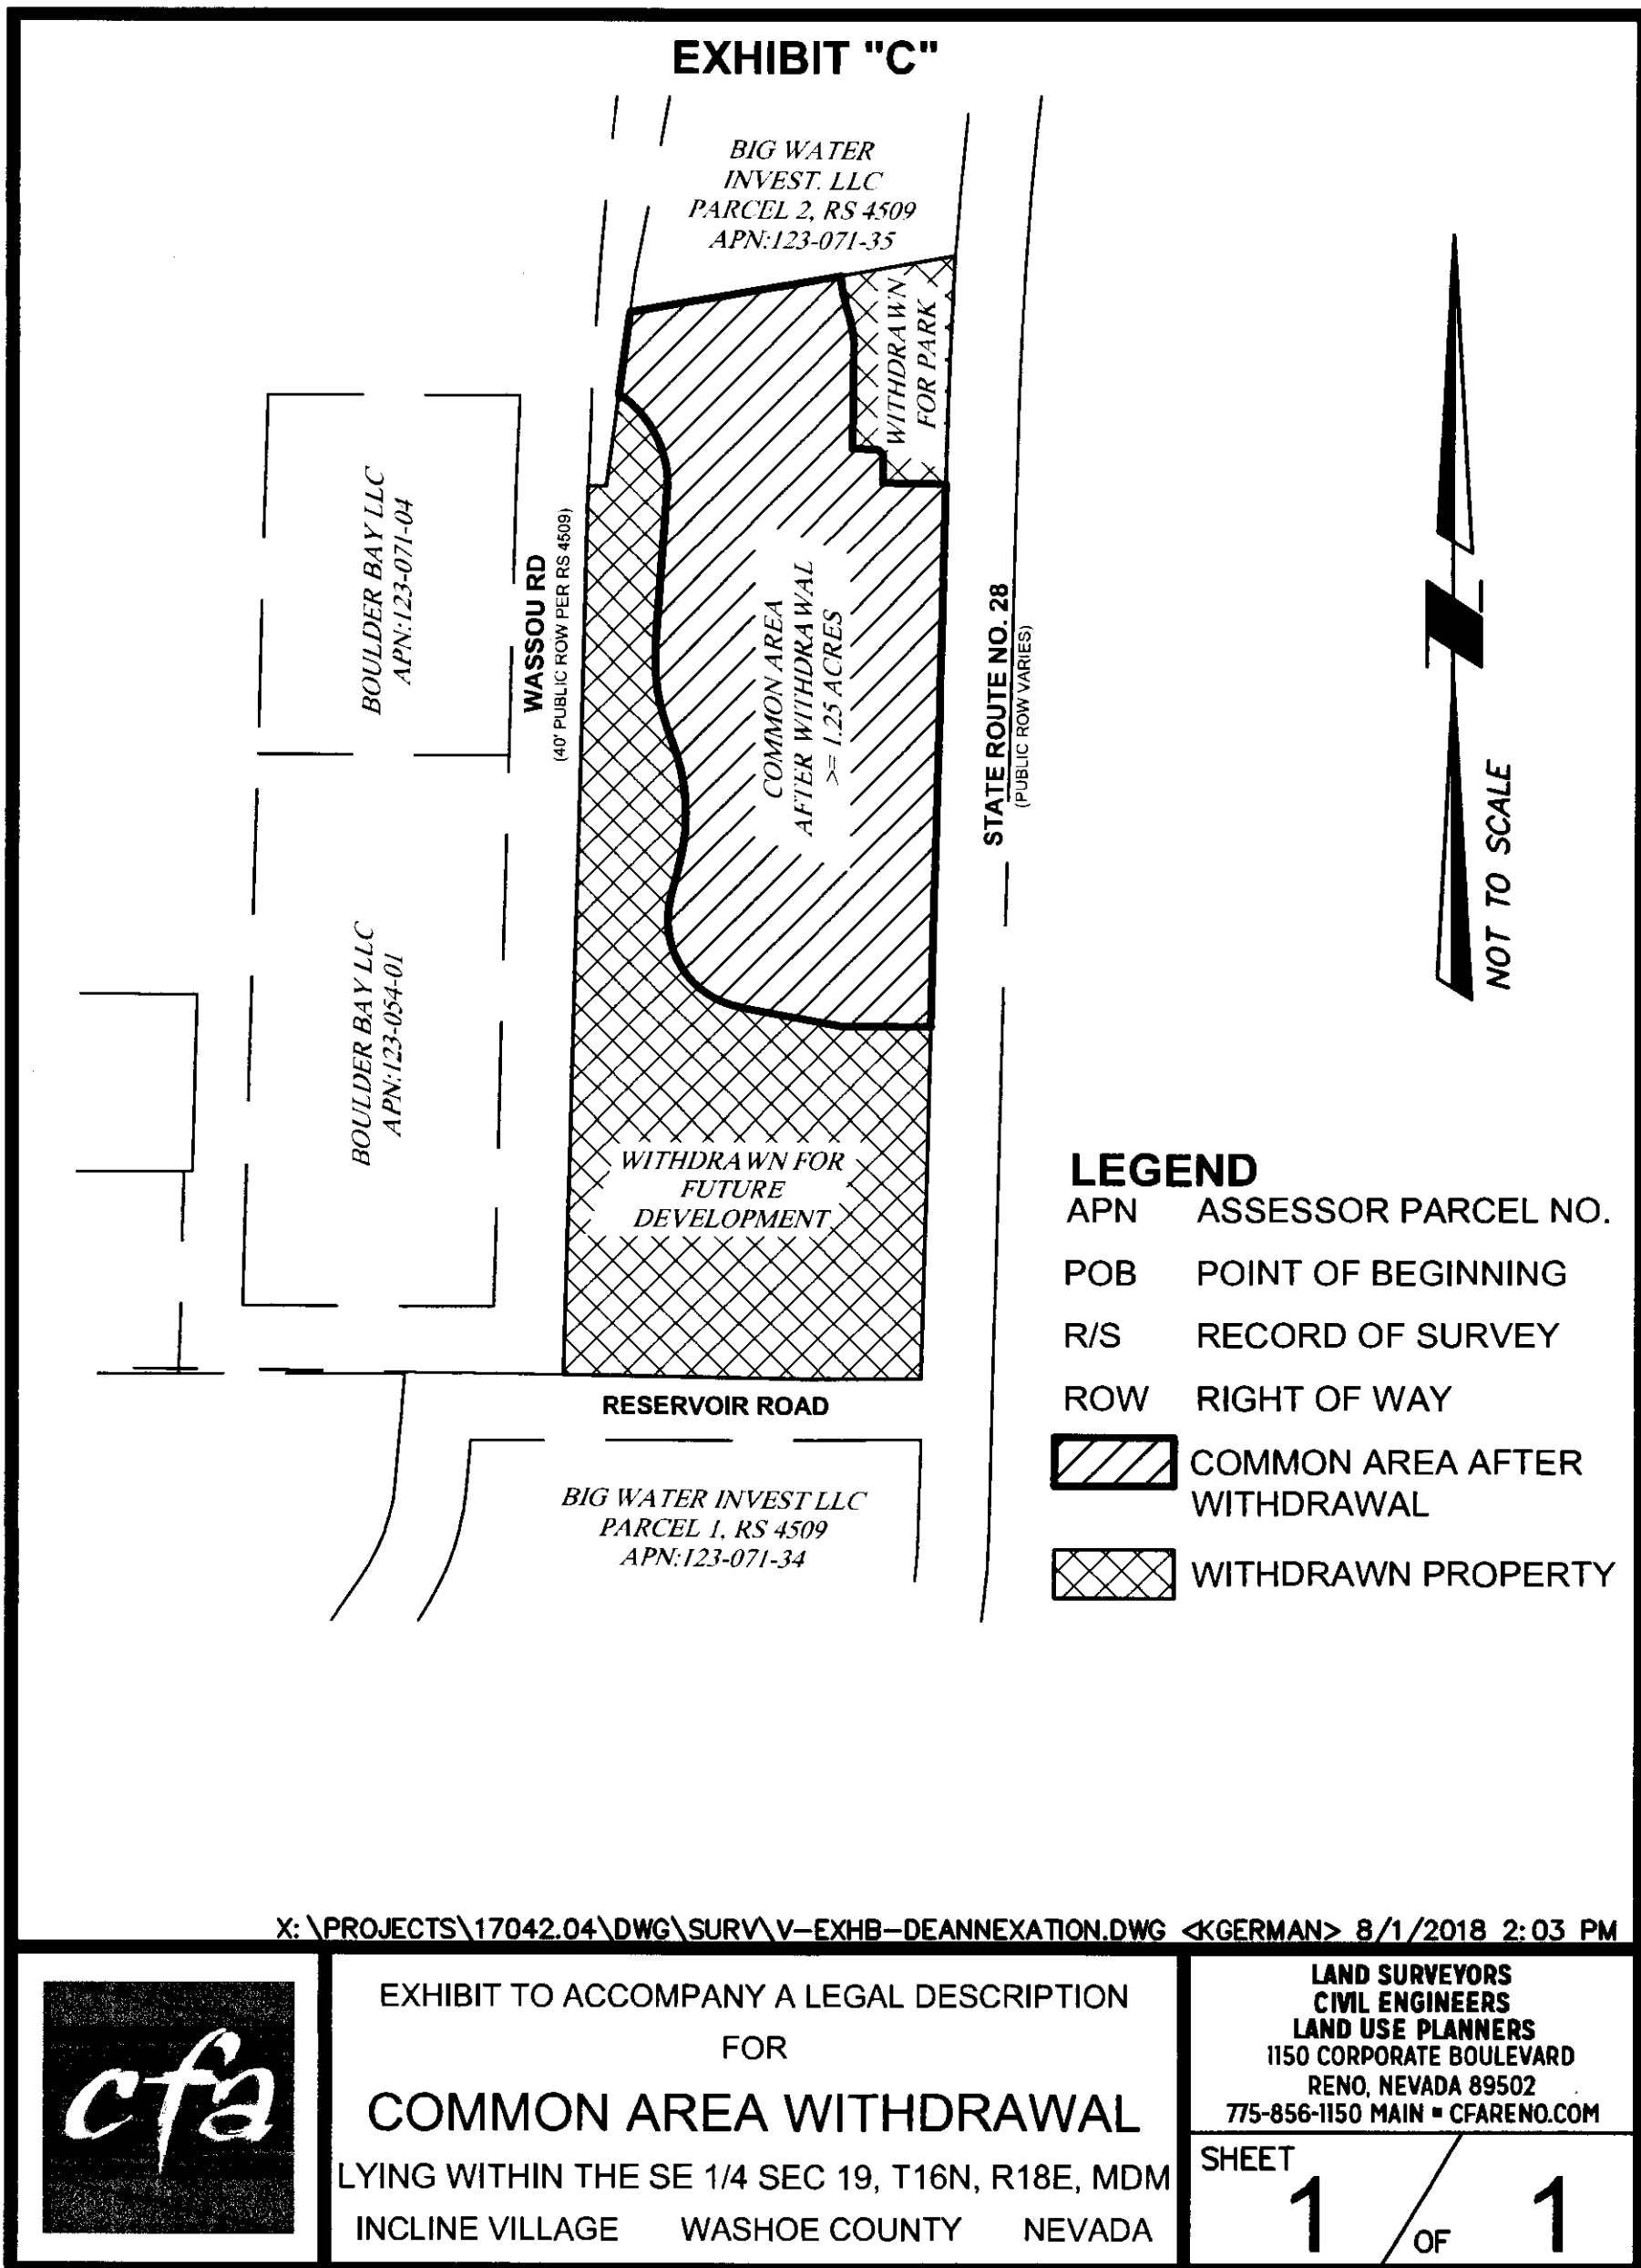 EXHIBIT "C"
BIG WATER
INVEST. LLC
PARCEL 2, RS 4509
APN:123-071-35
WITHDRAWN
FOR PARK
BOULDER BAY LLC
APN:123-071-04
WASSOU RD
(40' PUBLIC ROW PER RS 4509)
COMMON AREA
AFTER WITHDRAWAL
>= 1.25 ACRES
STATE ROUTE NO. 28
(PUBLIC ROW VARIES)
N
NOT TO SCALE
BOULDER BAY LLC
APN:123-054-01
WITHDRAWN FOR
FUTURE
DEVELOPMENT
RESERVOIR ROAD
BIG WATER INVEST LLC
PARCEL 1, RS 4509
APN:123-071-34
LEGEND
APN ASSESSOR PARCEL NO.
POB POINT OF BEGINNING
R/S RECORD OF SURVEY
ROW RIGHT OF WAY
COMMON AREA AFTER
WITHDRAWAL
WITHDRAWN PROPERTY
X:\PROJECTS\17042.04\DWG\SURV\V-EXHB-DEANNEXATION.DWG <KGERMAN> 8/1/2018 2:03 PM
cfa
EXHIBIT TO ACCOMPANY A LEGAL DESCRIPTION
FOR
COMMON AREA WITHDRAWAL
LYING WITHIN THE SE 1/4 SEC 19, T16N, R18E, MDM
INCLINE VILLAGE WASHOE COUNTY NEVADA
LAND SURVEYORS
CIVIL ENGINEERS
LAND USE PLANNERS
1150 CORPORATE BOULEVARD
RENO, NEVADA 89502
775-856-1150 MAIN ▪ CFARENO.COM
SHEET
1 / OF 1